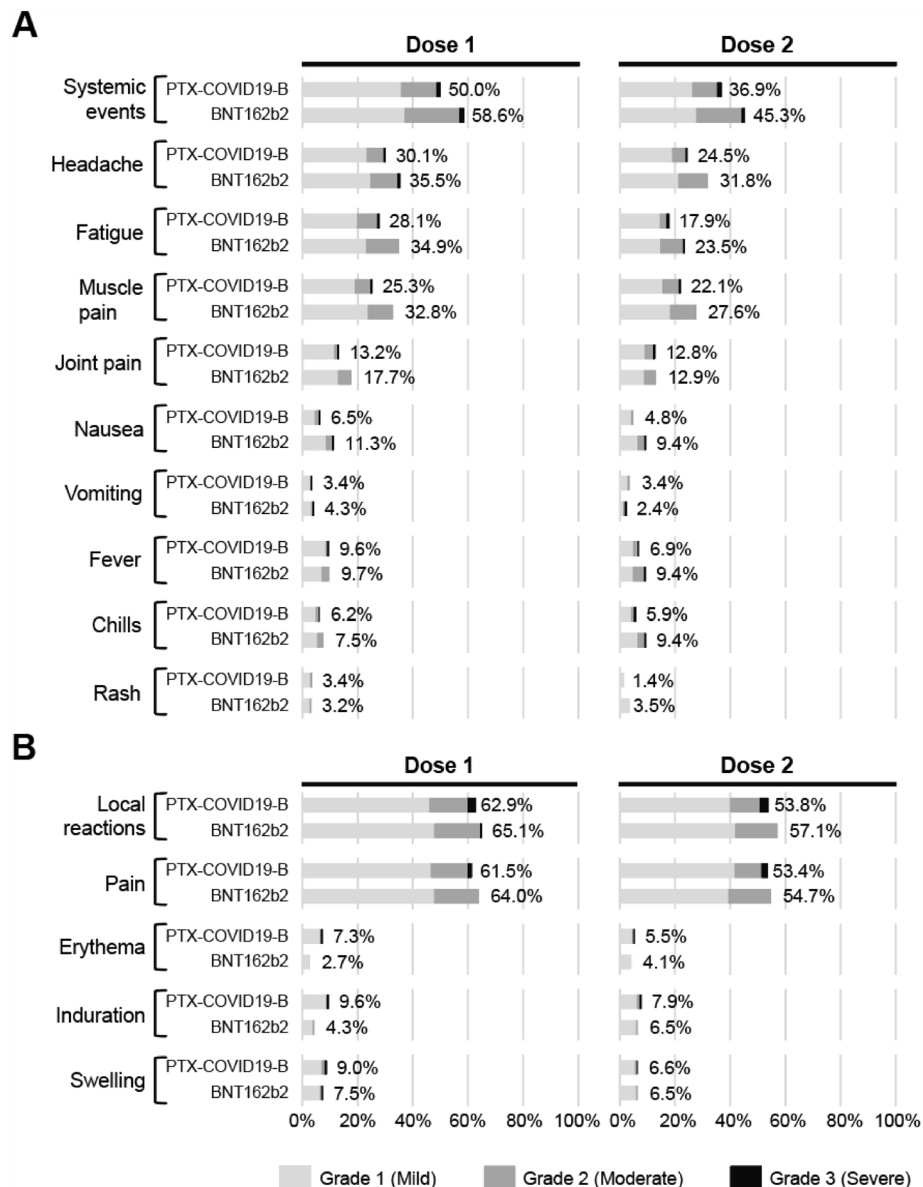 A
Dose 1 Dose 2
Systemic events PTX-COVID19-B 50.0% 36.9%
BNT162b2 58.6% 45.3%
Headache PTX-COVID19-B 30.1% 24.5%
BNT162b2 35.5% 31.8%
Fatigue PTX-COVID19-B 28.1% 17.9%
BNT162b2 34.9% 23.5%
Muscle pain PTX-COVID19-B 25.3% 22.1%
BNT162b2 32.8% 27.6%
Joint pain PTX-COVID19-B 13.2% 12.8%
BNT162b2 17.7% 12.9%
Nausea PTX-COVID19-B 6.5% 4.8%
BNT162b2 11.3% 9.4%
Vomiting PTX-COVID19-B 3.4% 3.4%
BNT162b2 4.3% 2.4%
Fever PTX-COVID19-B 9.6% 6.9%
BNT162b2 9.7% 9.4%
Chills PTX-COVID19-B 6.2% 5.9%
BNT162b2 7.5% 9.4%
Rash PTX-COVID19-B 3.4% 1.4%
BNT162b2 3.2% 3.5%
B
Dose 1 Dose 2
Local reactions PTX-COVID19-B 62.9% 53.8%
BNT162b2 65.1% 57.1%
Pain PTX-COVID19-B 61.5% 53.4%
BNT162b2 64.0% 54.7%
Erythema PTX-COVID19-B 7.3% 5.5%
BNT162b2 2.7% 4.1%
Induration PTX-COVID19-B 9.6% 7.9%
BNT162b2 4.3% 6.5%
Swelling PTX-COVID19-B 9.0% 6.6%
BNT162b2 7.5% 6.5%
0% 20% 40% 60% 80% 100% 0% 20% 40% 60% 80% 100%
Grade 1 (Mild) Grade 2 (Moderate) Grade 3 (Severe)